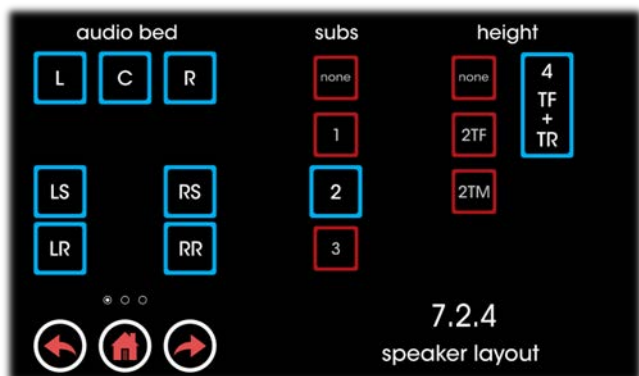 audio bed
subs
height
L C R
none
none
4
TF
+
TR
1
2TF
LS RS
2
2TM
LR RR
3
7.2.4
speaker layout